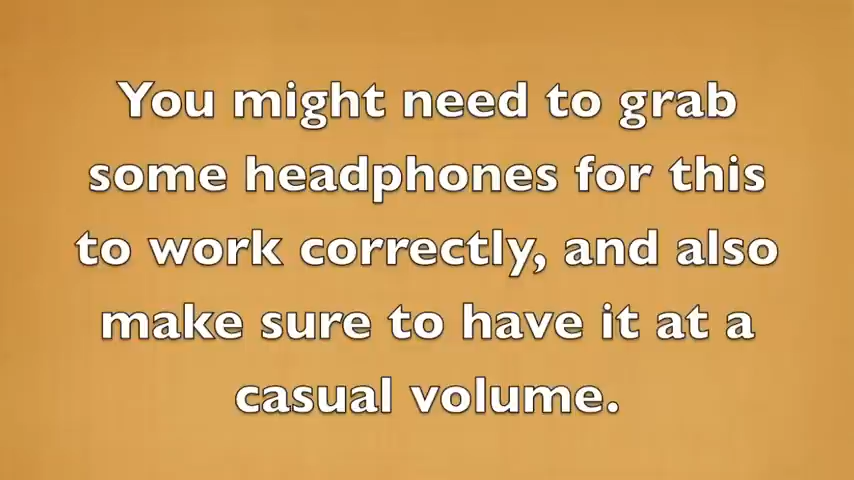 You might need to grab
some headphones for this
to work correctly, and also
make sure to have it at a
casual volume.